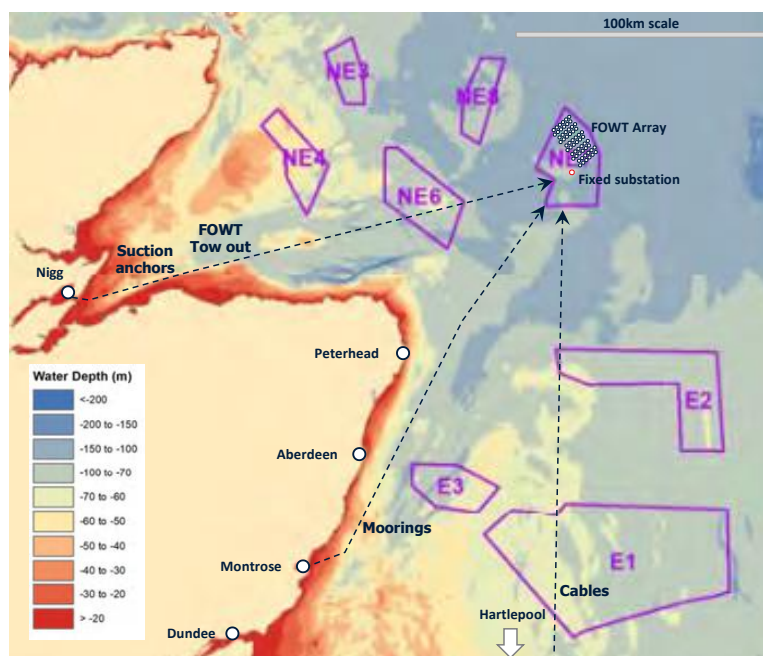 100km scale
NE3
NE8
FOWT Array
NE4
NE
Fixed substation
NE6
FOWT
Tow out
Suction
anchors
Nigg
Peterhead
Water Depth (m)
<-200
-200 to -150
-150 to -100
-100 to -70
-70 to -60
-60 to -50
-50 to -40
-40 to -30
-30 to -20
> -20
E2
Aberdeen
E3
Moorings
Montrose
E1
Cables
Hartlepool
Dundee